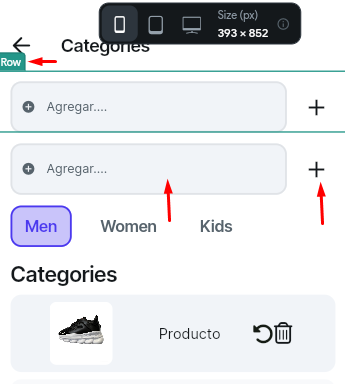 Size (px)
393 × 852
Categories
Row
Agregar....
Agregar....
Men Women Kids
Categories
Producto